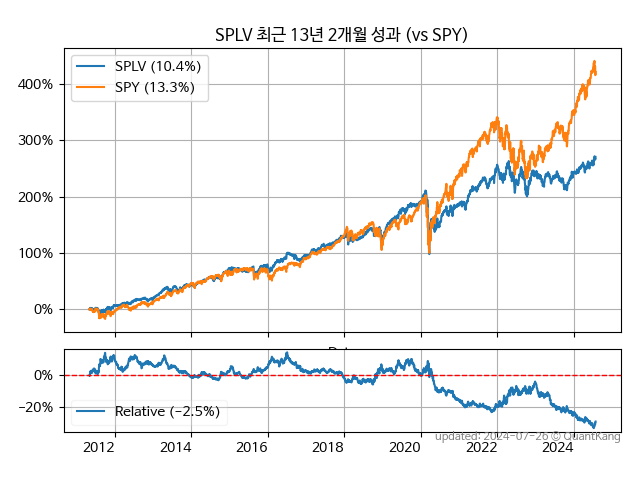 SPLV 최근 13년 2개월 성과 (vs SPY)
SPLV (10.4%)
SPY (13.3%)
400%
300%
200%
100%
0%
0%
−20%
Relative (−2.5%)
2012 2014 2016 2018 2020 2022 2024
updated: 2024-07-26 © QuantKang